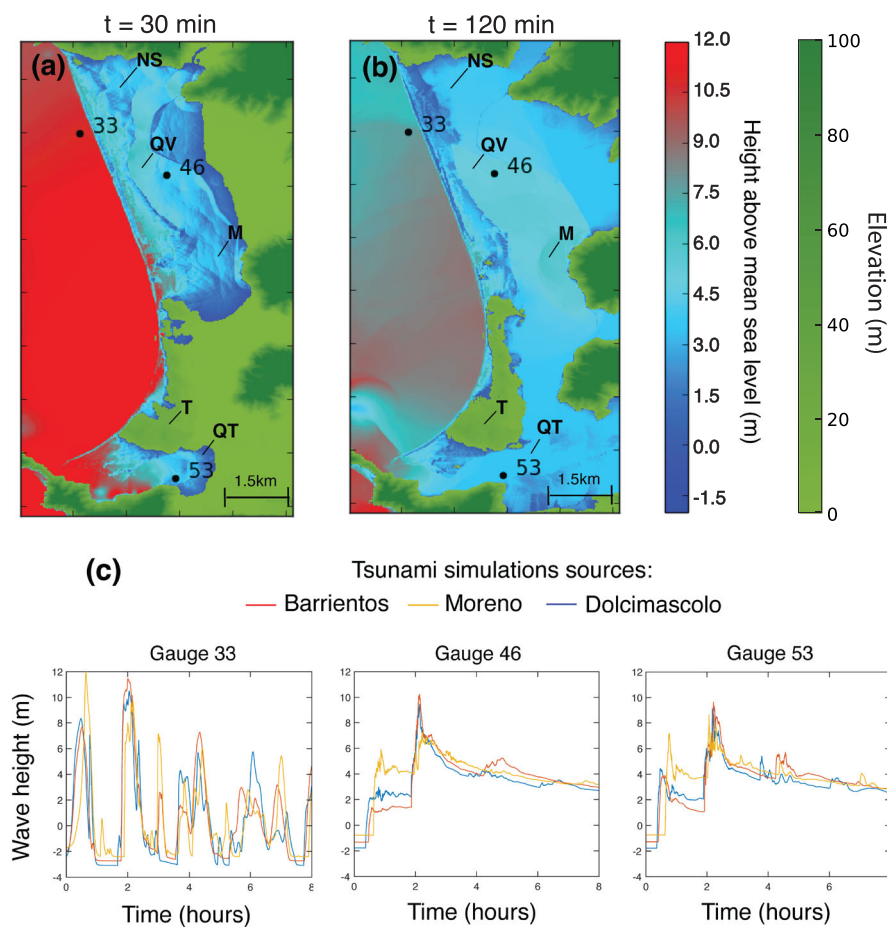 t = 30 min
t = 120 min
(a)
NS
33
QV
46
M
T
QT
53
1.5km
(b)
NS
33
QV
46
M
T
QT
53
1.5km
12.0
10.5
9.0
7.5
6.0
4.5
3.0
1.5
0.0
-1.5
Height above mean sea level (m)
100
80
60
40
20
0
Elevation (m)
(c)
Tsunami simulations sources:
Barrientos Moreno Dolcimascolo
Gauge 33
Gauge 46
Gauge 53
Wave height (m)
12
10
8
6
4
2
0
-2
-4
0 2 4 6 8
Time (hours)
12
10
8
6
4
2
0
-2
-4
0 2 4 6 8
Time (hours)
12
10
8
6
4
2
0
-2
-4
0 2 4 6
Time (hours)